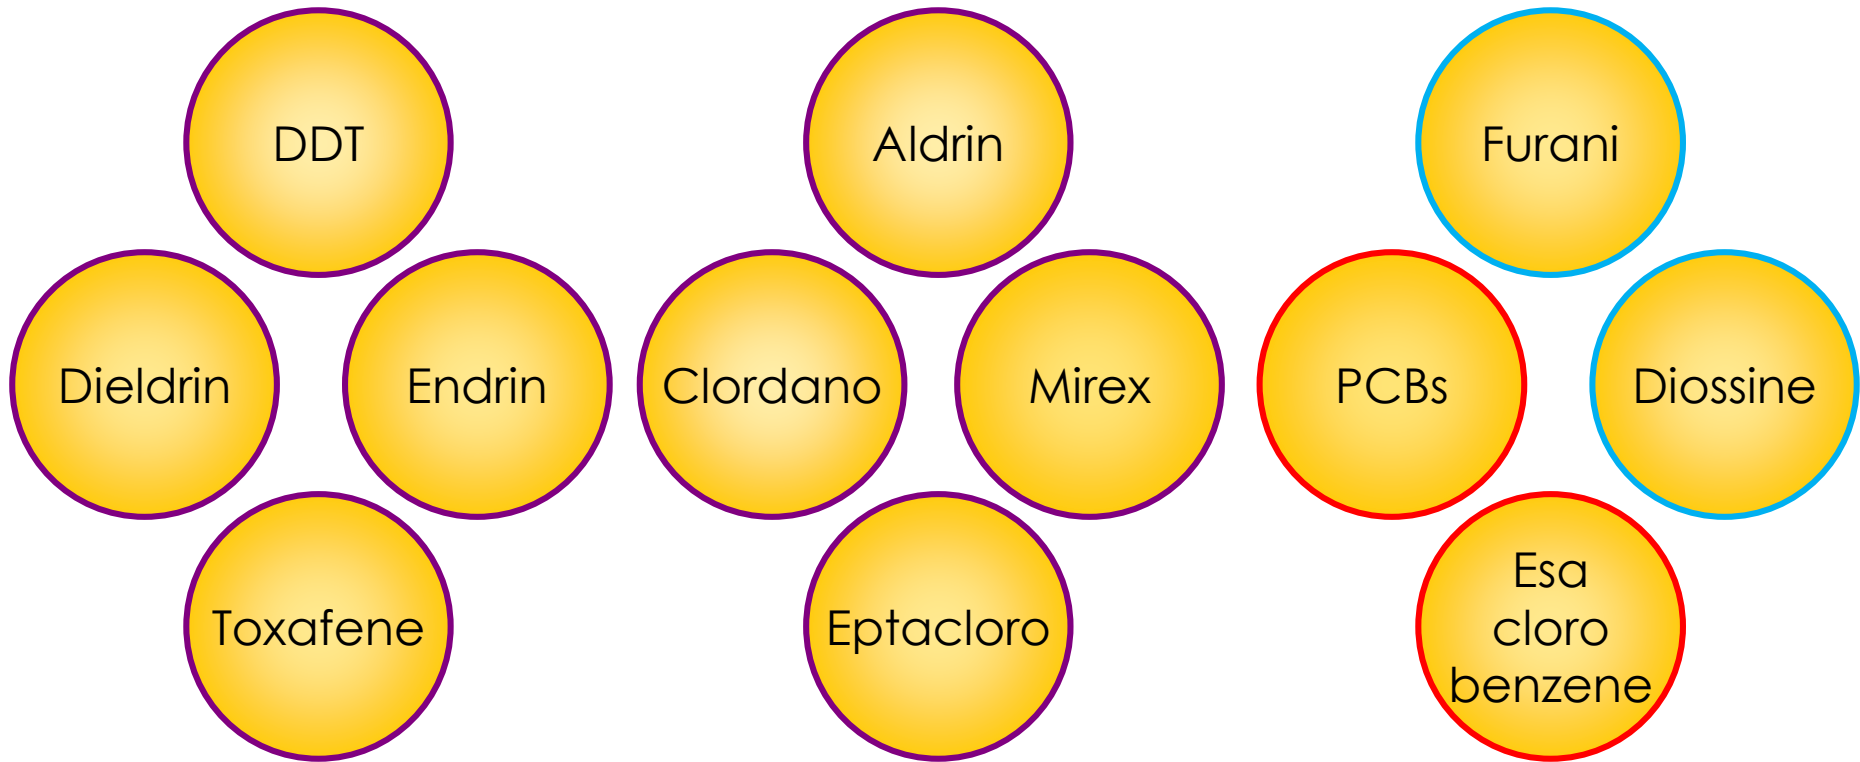 DDT
Aldrin
Furani
Dieldrin
Endrin
Clordano
Mirex
PCBs
Diossine
Toxafene
Eptacloro
Esa
cloro
benzene